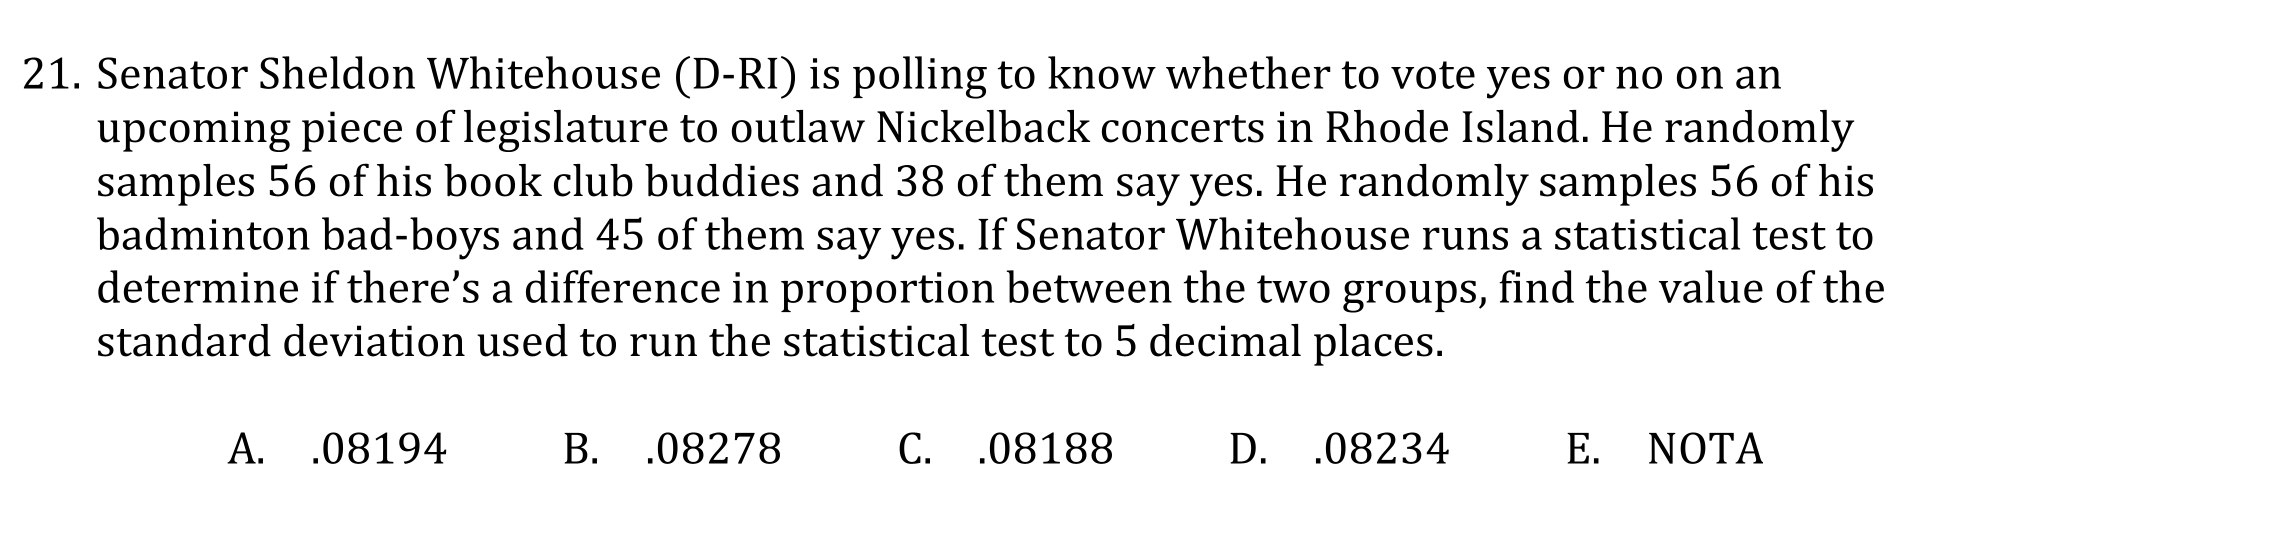 21. Senator Sheldon Whitehouse (D-RI) is polling to know whether to vote yes or no on an
upcoming piece of legislature to outlaw Nickelback concerts in Rhode Island. He randomly
samples 56 of his book club buddies and 38 of them say yes. He randomly samples 56 of his
badminton bad-boys and 45 of them say yes. If Senator Whitehouse runs a statistical test to
determine if there’s a difference in proportion between the two groups, find the value of the
standard deviation used to run the statistical test to 5 decimal places.
A. .08194 B. .08278 C. .08188 D. .08234 E. NOTA